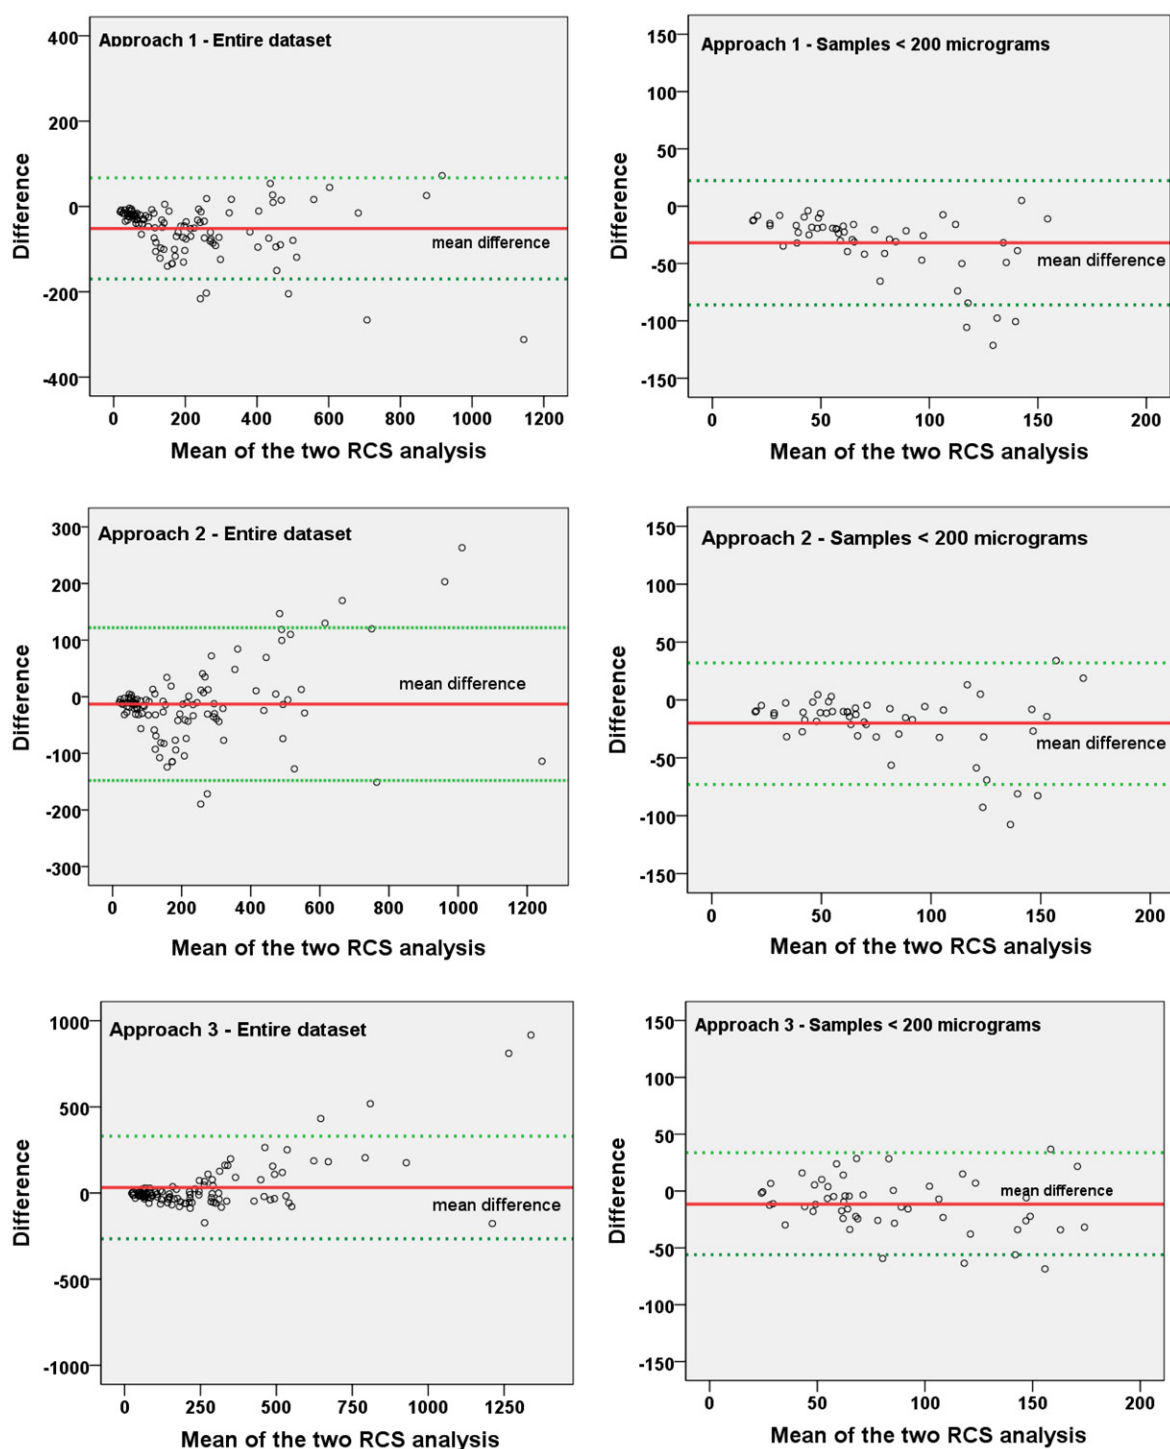 Approach 1 - Entire dataset
400
200
0
-200
-400
Difference
mean difference
0 200 400 600 800 1000 1200
Mean of the two RCS analysis
Approach 1 - Samples < 200 micrograms
150
100
50
0
-50
-100
-150
Difference
mean difference
0 50 100 150 200
Mean of the two RCS analysis
Approach 2 - Entire dataset
300
200
100
0
-100
-200
-300
Difference
mean difference
0 200 400 600 800 1000 1200
Mean of the two RCS analysis
Approach 2 - Samples < 200 micrograms
150
100
50
0
-50
-100
-150
Difference
mean difference
0 50 100 150 200
Mean of the two RCS analysis
Approach 3 - Entire dataset
1000
500
0
-500
-1000
Difference
mean difference
0 250 500 750 1000 1250
Mean of the two RCS analysis
Approach 3 - Samples < 200 micrograms
150
100
50
0
-50
-100
-150
Difference
mean difference
0 50 100 150 200
Mean of the two RCS analysis